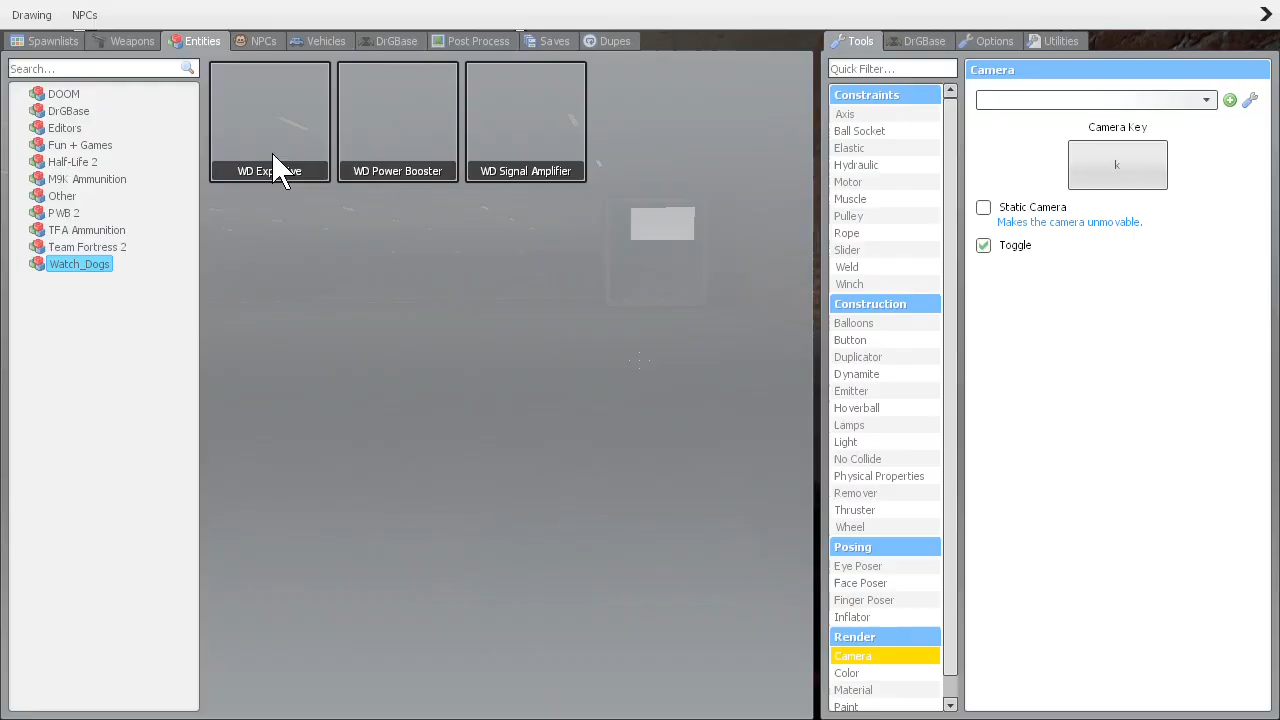 Drawing NPCs
Spawnlists Weapons Entities NPCs Vehicles DrGBase Post Process Saves Dupes
Search...
DOOM
DrGBase
Editors
Fun + Games
Half-Life 2
M9K Ammunition
Other
PWB 2
TFA Ammunition
Team Fortress 2
Watch_Dogs
WD
WD Power Booster
WD Signal Amplifier
Tools DrGBase Options Utilities
Quick Filter...
Constraints
Axis
Ball Socket
Elastic
Hydraulic
Motor
Muscle
Pulley
Rope
Slider
Weld
Winch
Construction
Balloons
Button
Duplicator
Dynamite
Emitter
Hoverball
Lamps
Light
No Collide
Physical Properties
Remover
Thruster
Wheel
Posing
Eye Poser
Face Poser
Finger Poser
Inflator
Render
Camera
Color
Material
Paint
Camera
Camera Key
k
Static Camera
Makes the camera unmovable.
Toggle